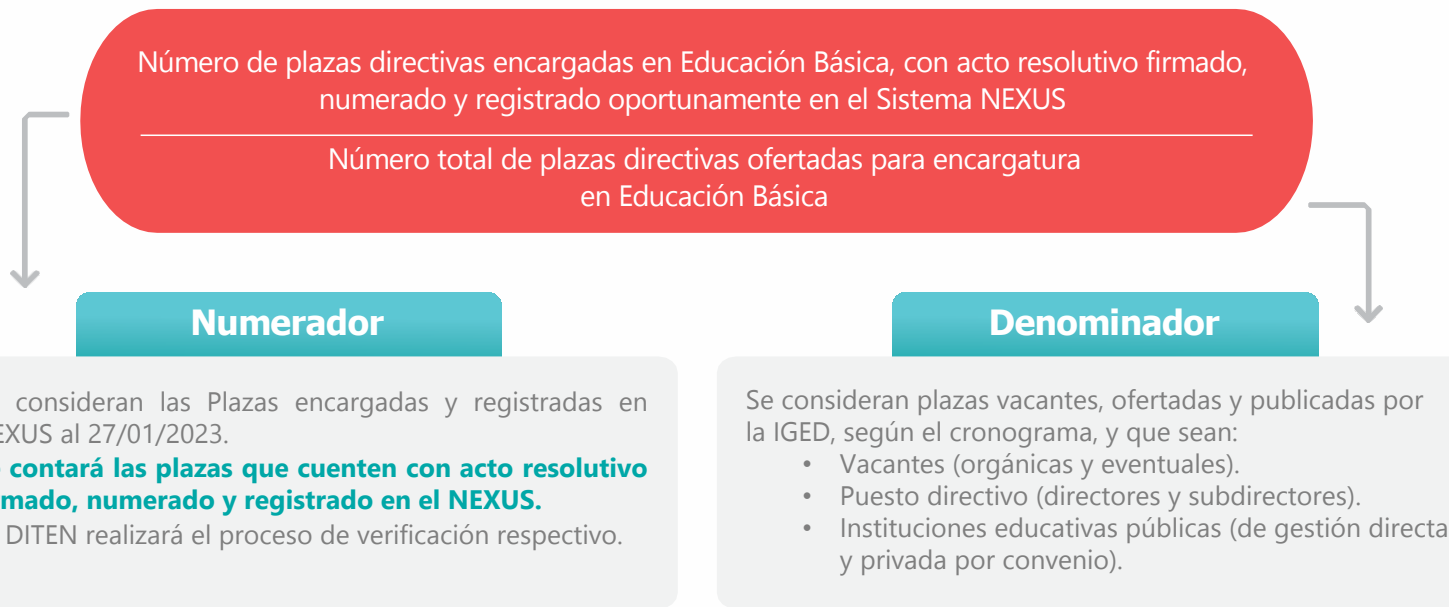 Número de plazas directivas encargadas en Educación Básica, con acto resolutivo firmado,
numerado y registrado oportunamente en el Sistema NEXUS
Número total de plazas directivas ofertadas para encargatura
en Educación Básica
Numerador
consideran las Plazas encargadas y registradas en
EXUS al 27/01/2023.
contará las plazas que cuenten con acto resolutivo
mado, numerado y registrado en el NEXUS.
DITEN realizará el proceso de verificación respectivo.
Denominador
Se consideran plazas vacantes, ofertadas y publicadas por
la IGED, según el cronograma, y que sean:
• Vacantes (orgánicas y eventuales).
• Puesto directivo (directores y subdirectores).
• Instituciones educativas públicas (de gestión directa
y privada por convenio).